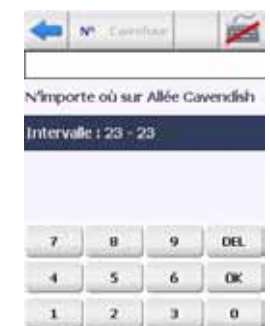 N° Carrefour
N'importe où sur Allée Cavendish
Intervalle : 23 - 23
7 8 9 DEL
4 5 6 OK
1 2 3 0